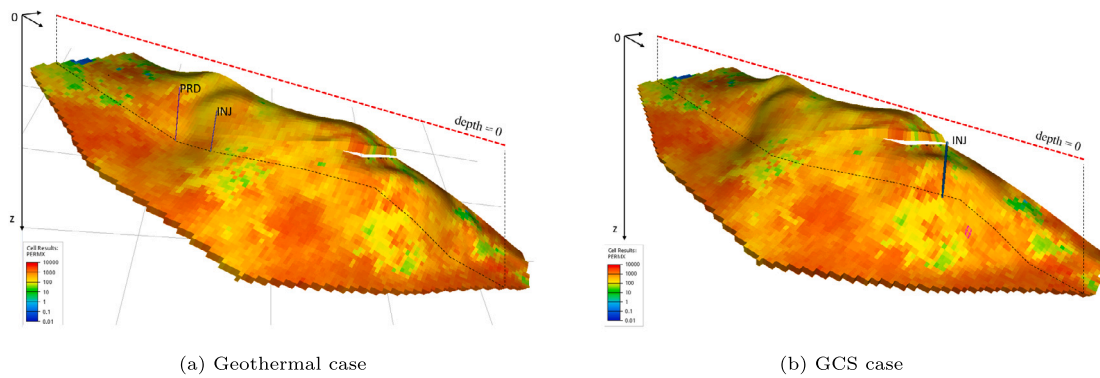 0
PRD
INJ
depth = 0
z
Cell Results:
PERMX
10000
1000
100
10
1
0.1
0.01
(a) Geothermal case
0
INJ
depth = 0
z
Cell Results:
PERMX
10000
1000
100
10
1
0.1
0.01
(b) GCS case